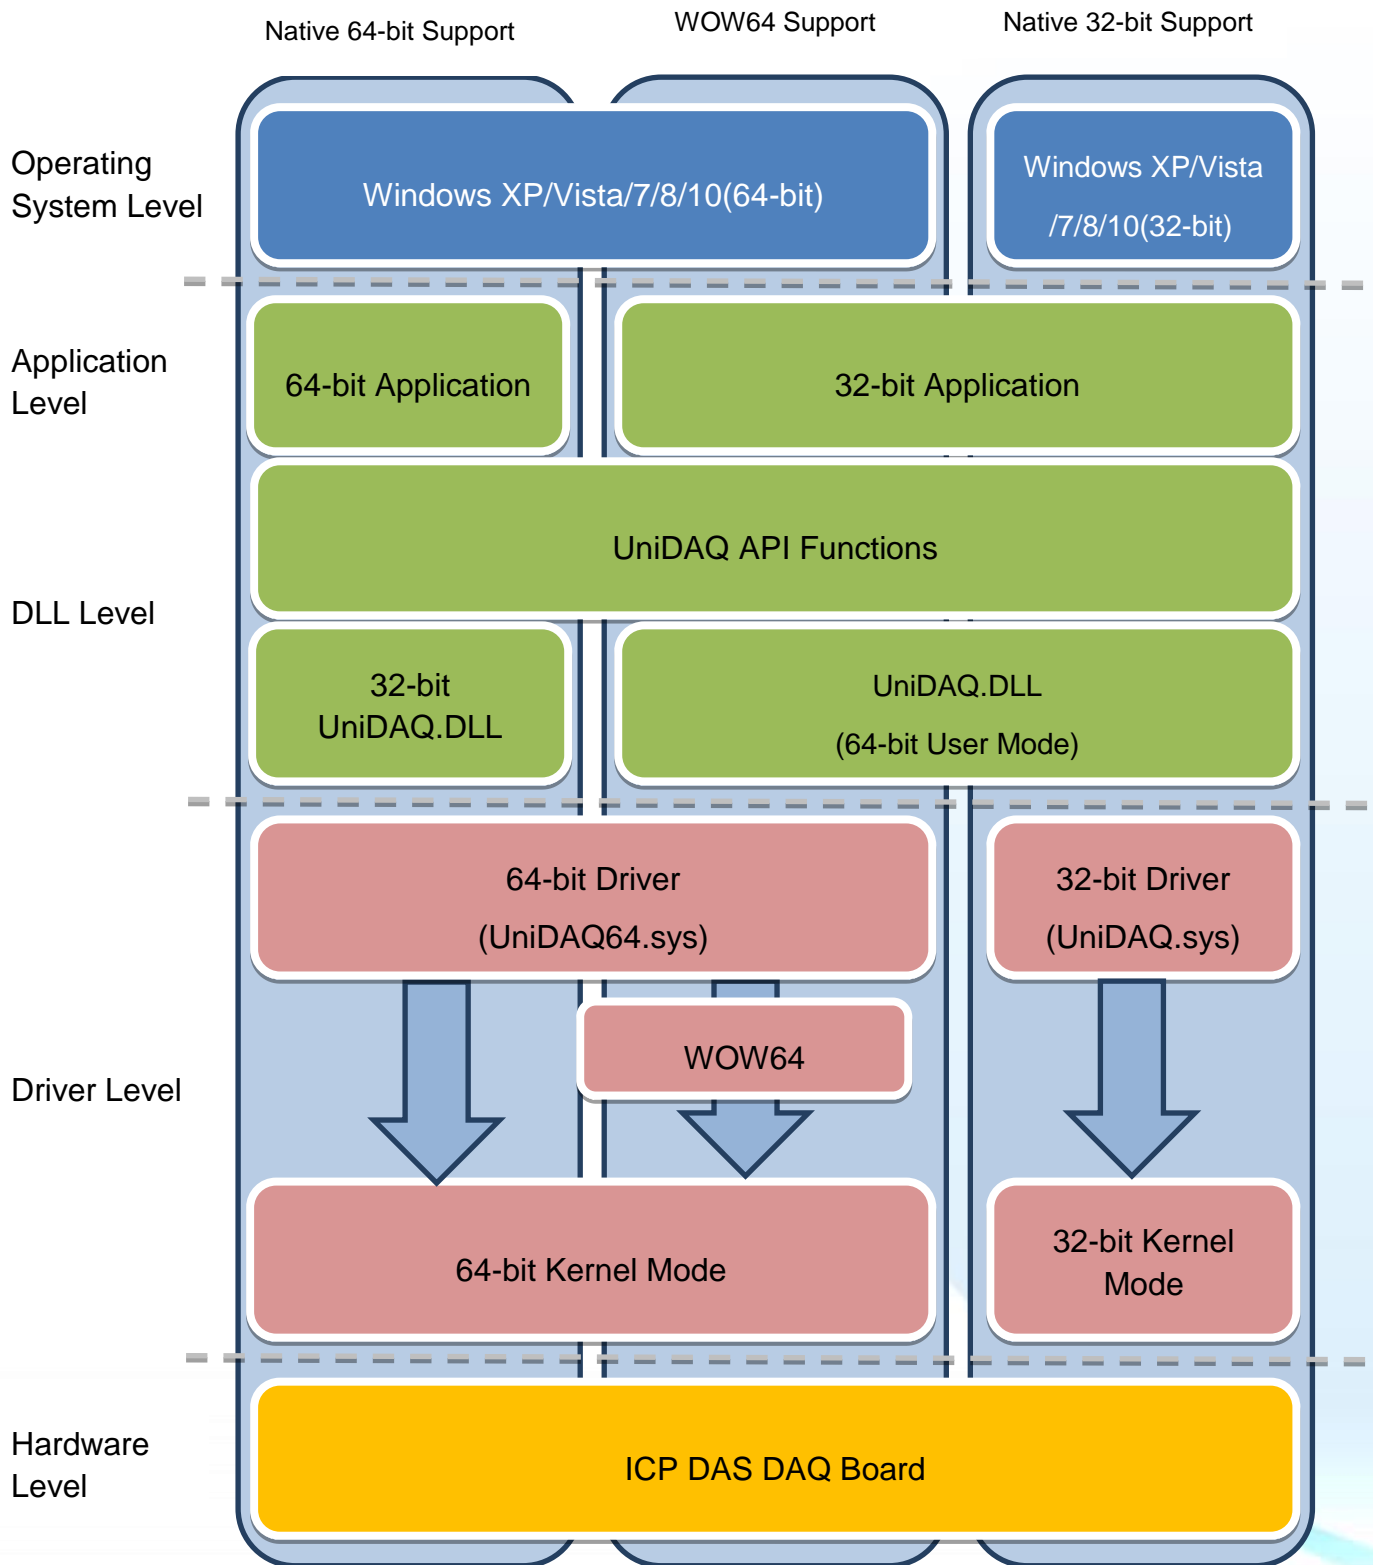 Native 64-bit Support
WOW64 Support
Native 32-bit Support
Operating
System Level
Windows XP/Vista/7/8/10(64-bit)
Windows XP/Vista
/7/8/10(32-bit)
Application
Level
64-bit Application
32-bit Application
UniDAQ API Functions
DLL Level
32-bit
UniDAQ.DLL
UniDAQ.DLL
(64-bit User Mode)
64-bit Driver
(UniDAQ64.sys)
32-bit Driver
(UniDAQ.sys)
WOW64
Driver Level
64-bit Kernel Mode
32-bit Kernel
Mode
Hardware
Level
ICP DAS DAQ Board